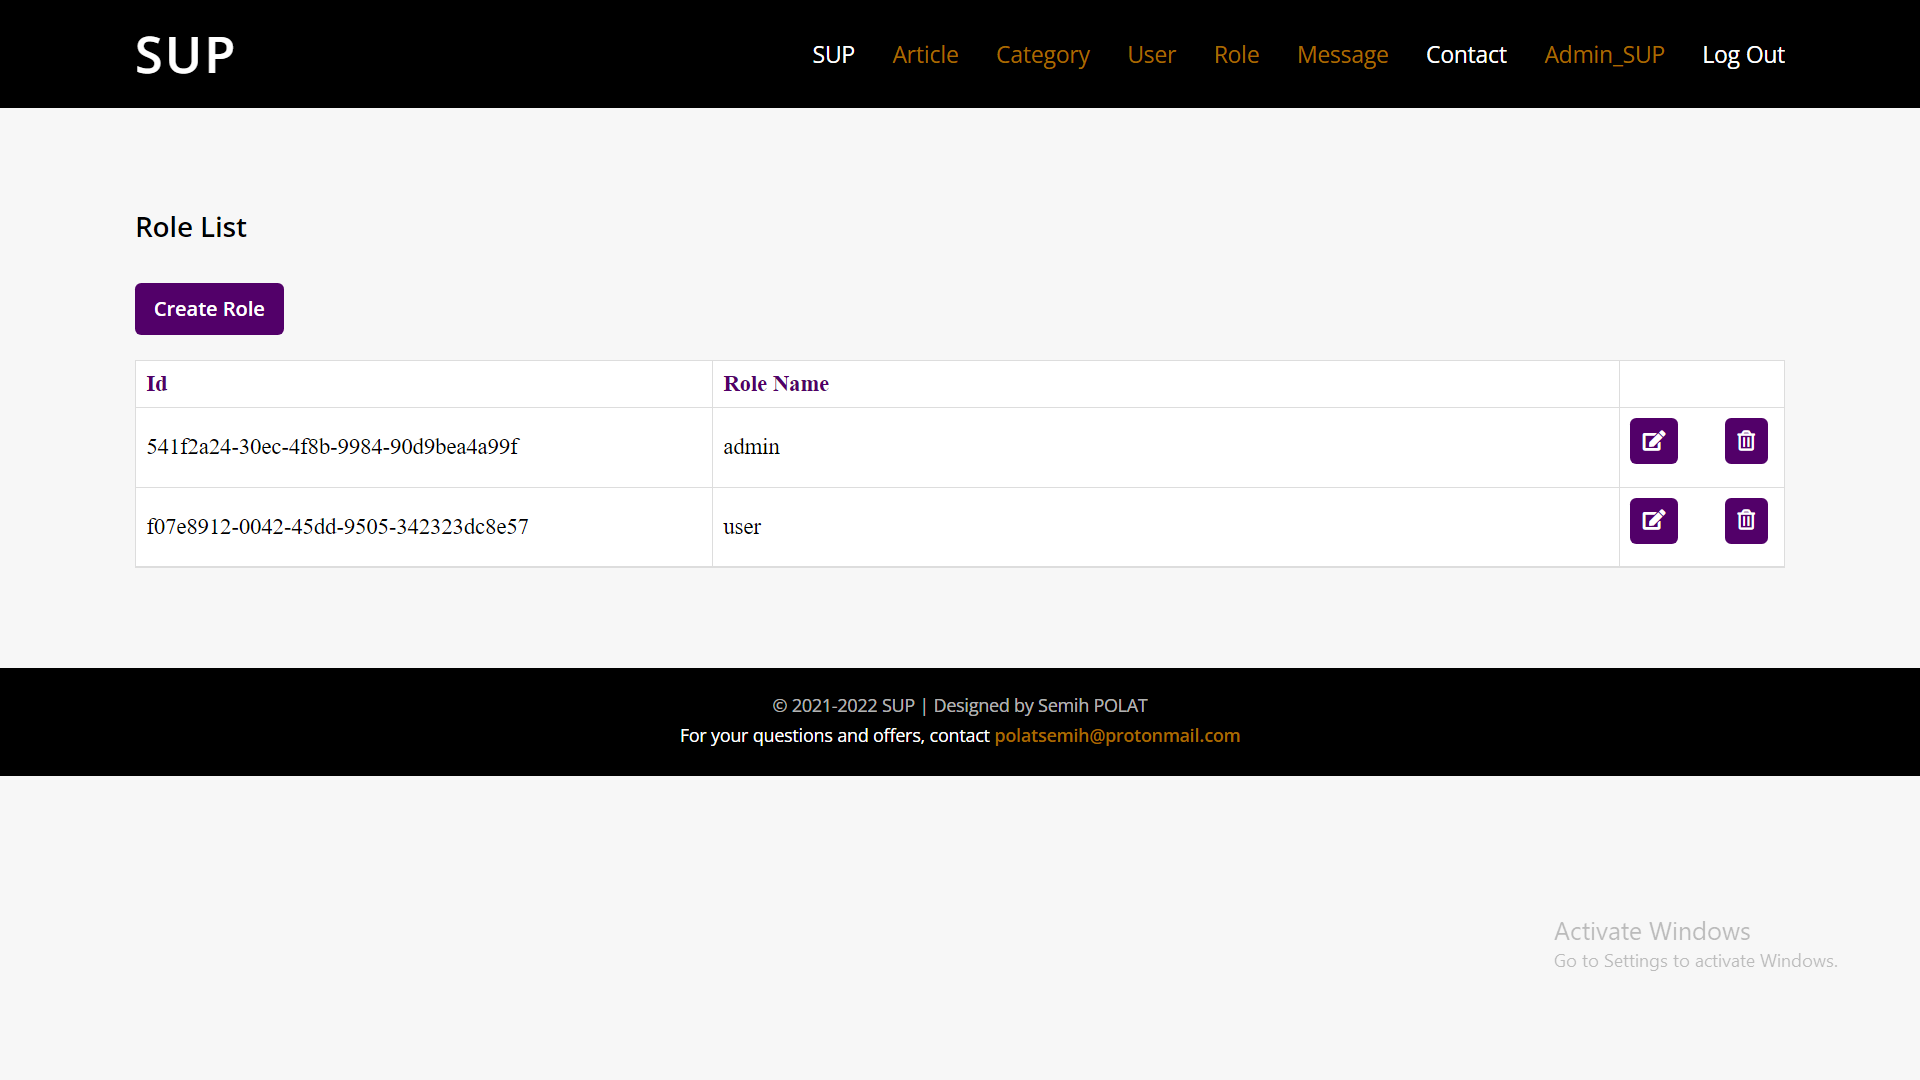 SUP
SUP Article Category User Role Message Contact Admin_SUP Log Out
Role List
Create Role
Id Role Name
541f2a24-30ec-4f8b-9984-90d9bea4a99f admin
f07e8912-0042-45dd-9505-342323dc8e57 user
© 2021-2022 SUP | Designed by Semih POLAT
For your questions and offers, contact polatsemih@protonmail.com
Activate Windows
Go to Settings to activate Windows.